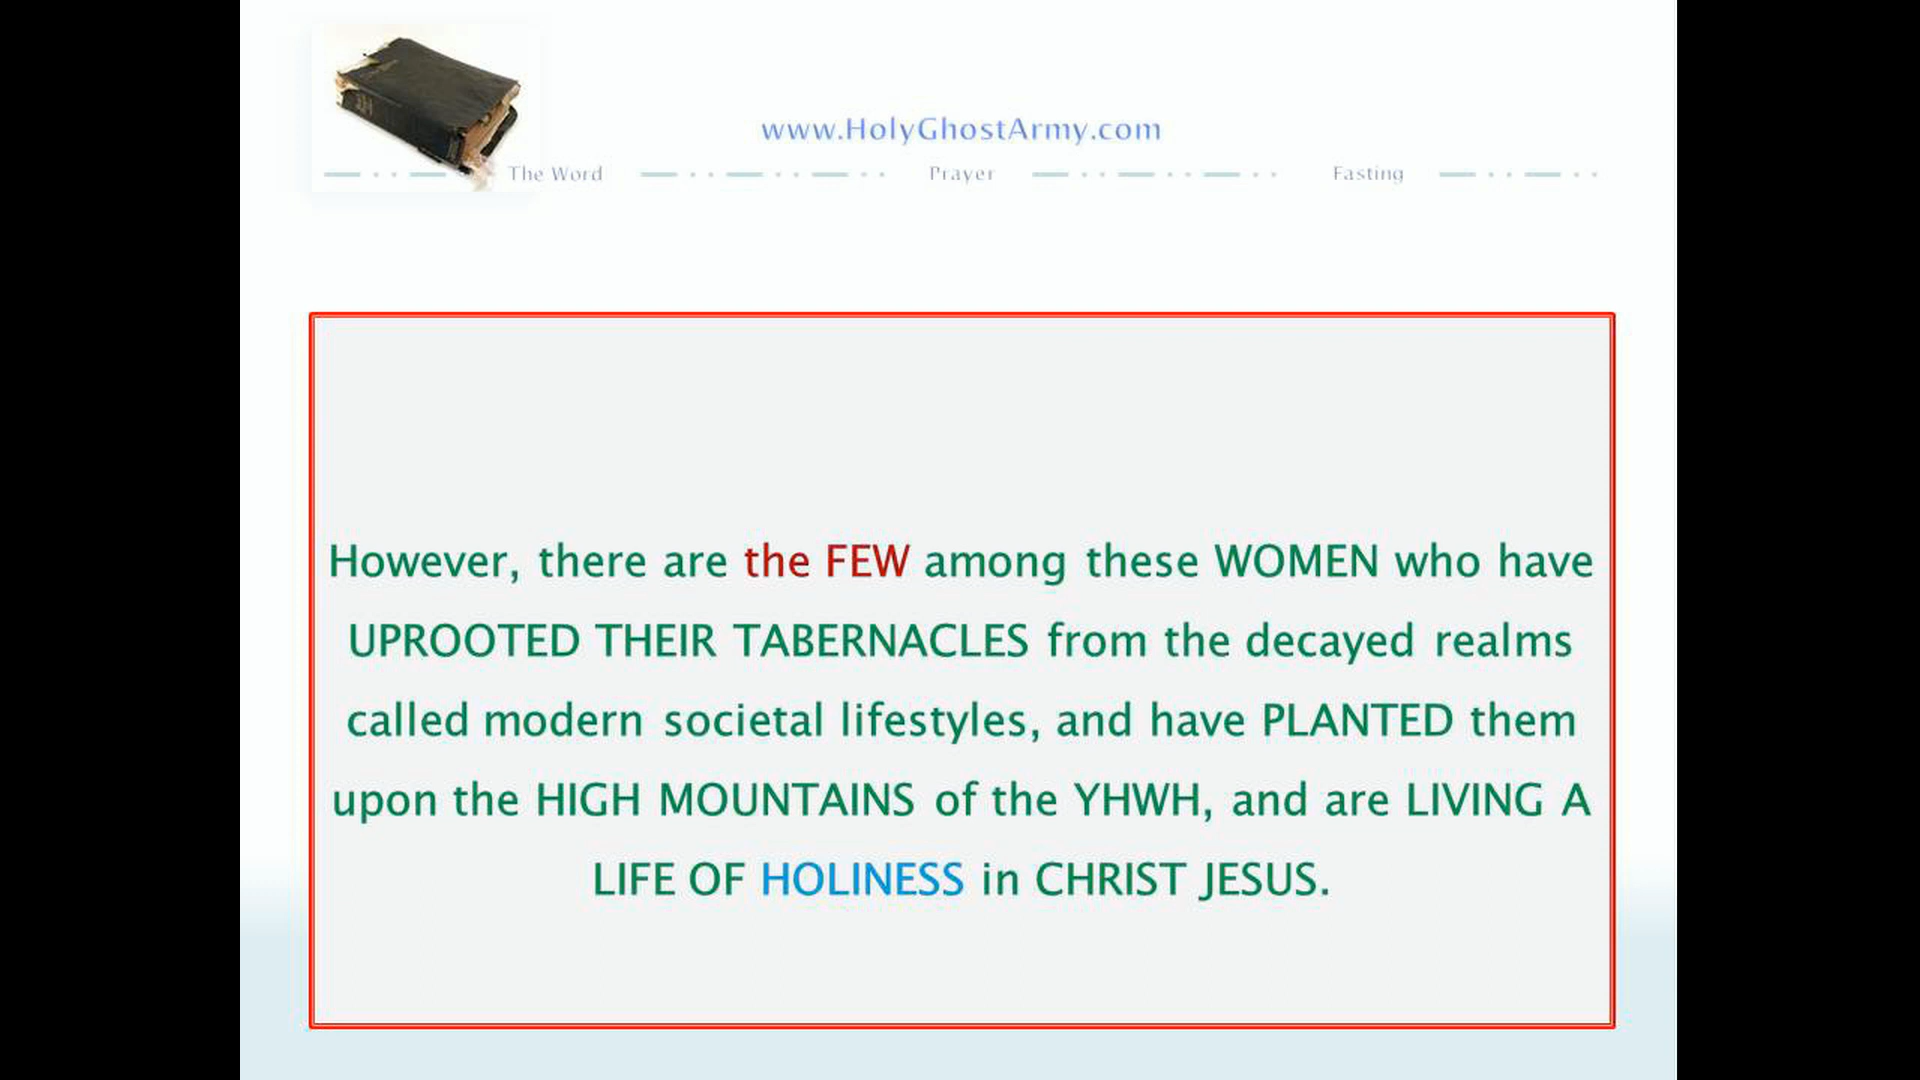 www.HolyGhostArmy.com
The Word Prayer Fasting
However, there are the FEW among these WOMEN who have
UPROOTED THEIR TABERNACLES from the decayed realms
called modern societal lifestyles, and have PLANTED them
upon the HIGH MOUNTAINS of the YHWH, and are LIVING A
LIFE OF HOLINESS in CHRIST JESUS.